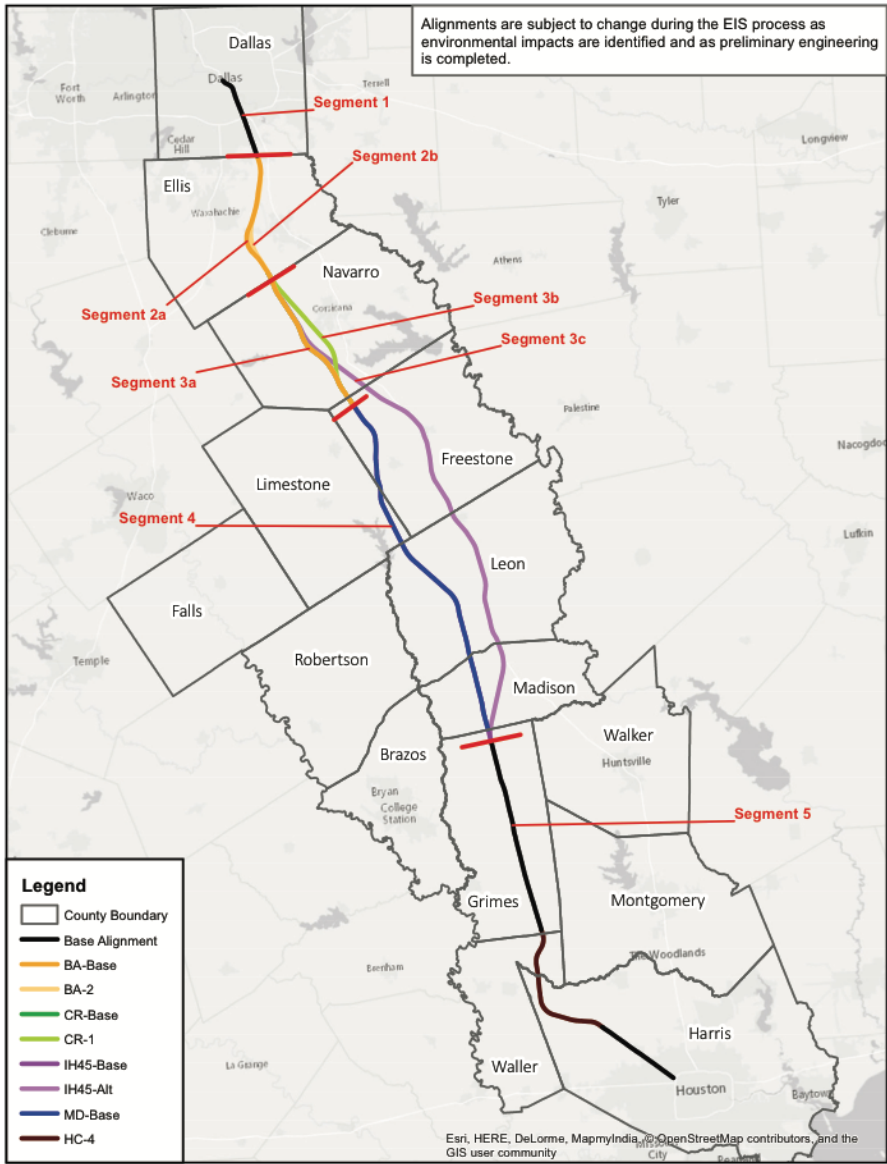 Alignments are subject to change during the EIS process as
environmental impacts are identified and as preliminary engineering
is completed.
Dallas
Dallas
Fort
Worth
Arlington
Terrell
Segment 1
Longview
Cedar
Hill
Segment 2b
Ellis
Waxahachie
Tyler
Cleburne
Athens
Navarro
Segment 2a
Corsicana
Segment 3b
Segment 3c
Segment 3a
Palestine
Nacogdoc
Freestone
Limestone
Waco
Segment 4
Lufkin
Leon
Falls
Temple
Robertson
Madison
Walker
Brazos
Huntsville
Bryan
College
Station
Segment 5
Grimes
Montgomery
The Woodlands
Brenham
Harris
La Grange
Waller
Houston
Baytow
City
Legend
County Boundary
Base Alignment
BA-Base
BA-2
CR-Base
CR-1
IH45-Base
IH45-Alt
MD-Base
HC-4
Esri, HERE, DeLorme, MapmyIndia, © OpenStreetMap contributors, and the
GIS user community